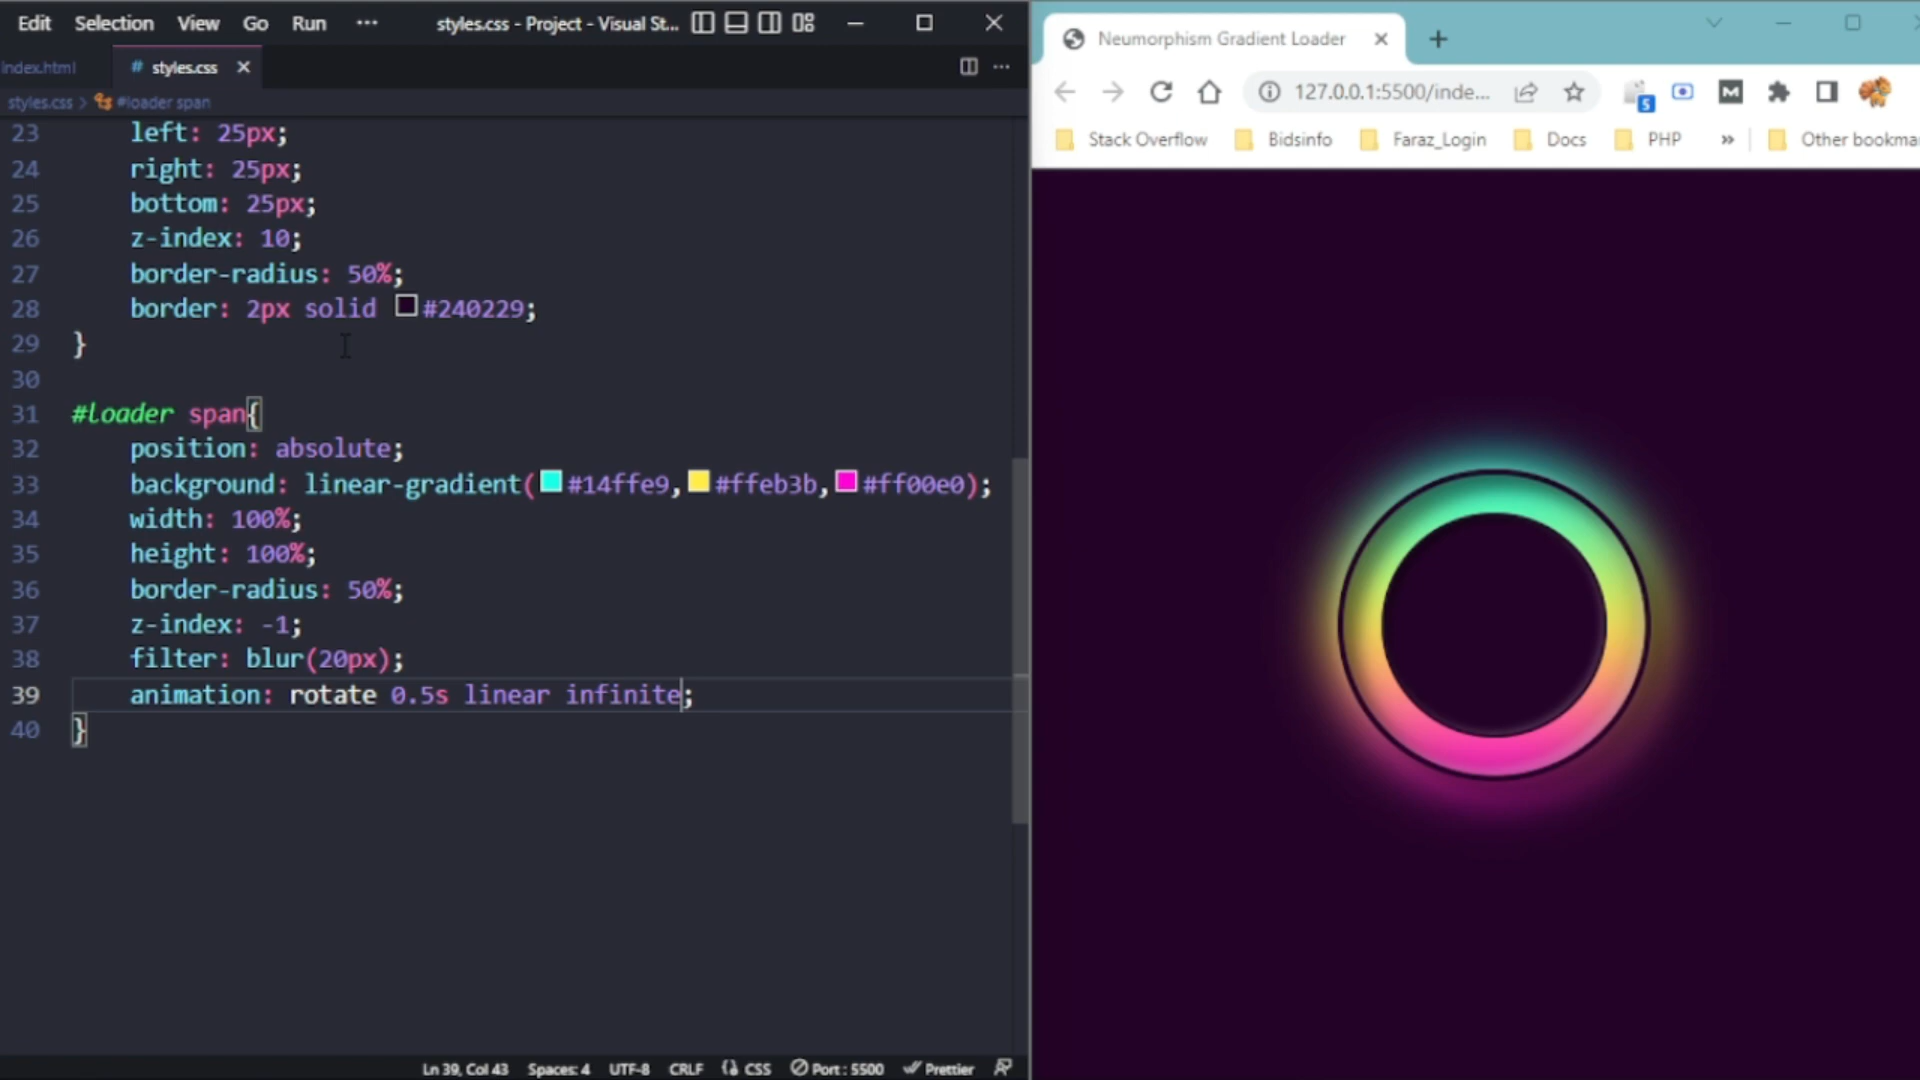 Edit Selection View Go Run ··· styles.css - Project - Visual St...
index.html # styles.css
styles.css > #loader span
23 left: 25px;
24 right: 25px;
25 bottom: 25px;
26 z-index: 10;
27 border-radius: 50%;
28 border: 2px solid #240229;
29 }
30
31 #loader span{
32 position: absolute;
33 background: linear-gradient(#14ffe9,#ffeb3b,#ff00e0);
34 width: 100%;
35 height: 100%;
36 border-radius: 50%;
37 z-index: -1;
38 filter: blur(20px);
39 animation: rotate 0.5s linear infinite;
40 }
Ln 39, Col 43 Spaces: 4 UTF-8 CRLF CSS Port : 5500 Prettier
Neumorphism Gradient Loader
127.0.0.1:5500/inde...
5 M
Stack Overflow Bidsinfo Faraz_Login Docs PHP » Other bookma